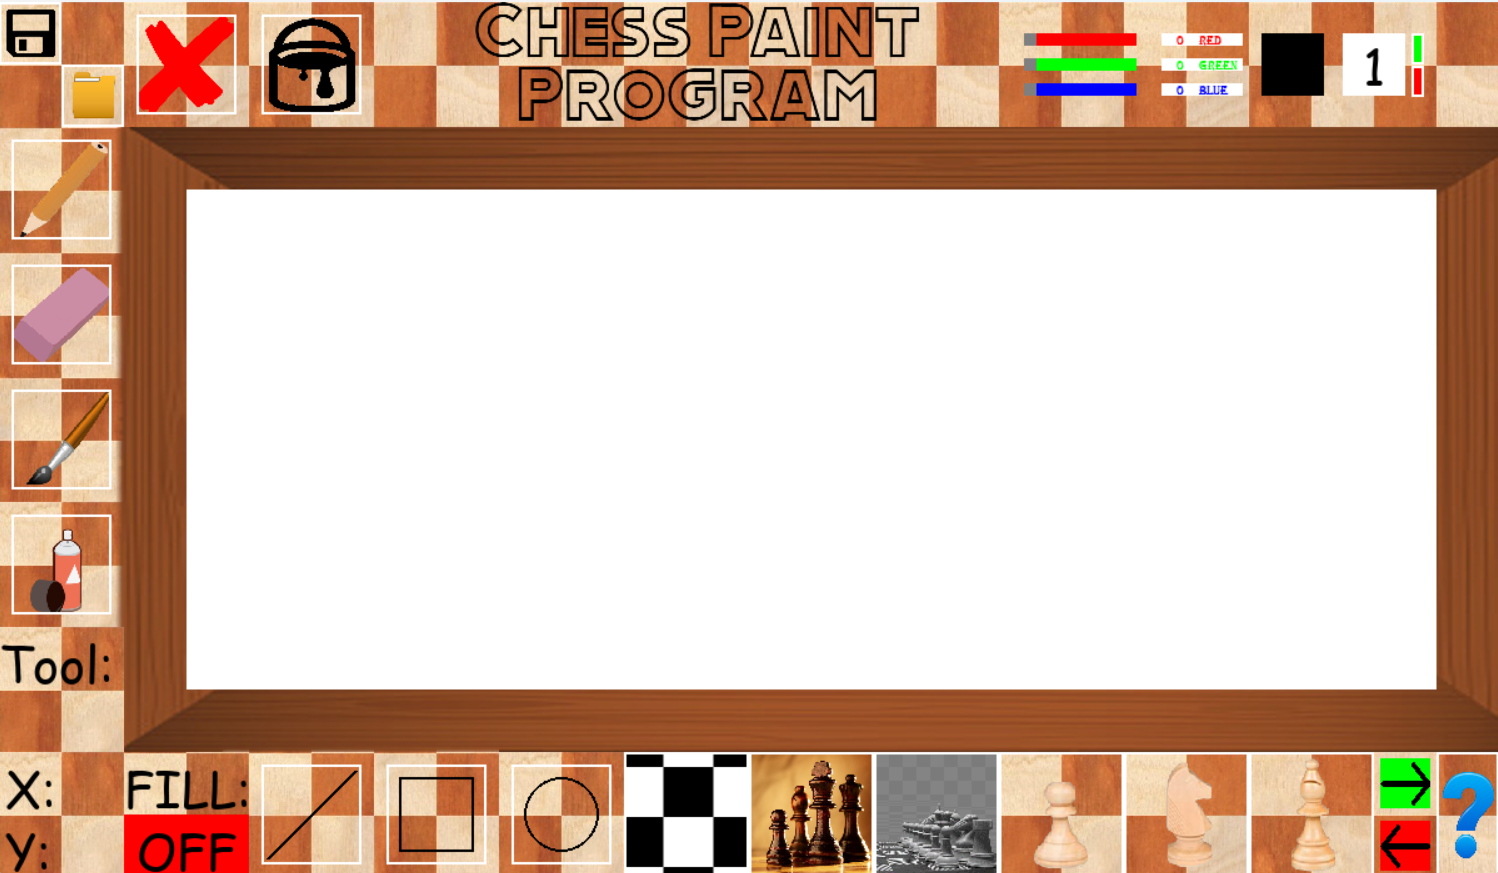 CHESS PAINT
PROGRAM
0 RED
0 GREEN
0 BLUE
1
Tool:
X:
Y:
FILL:
OFF
?